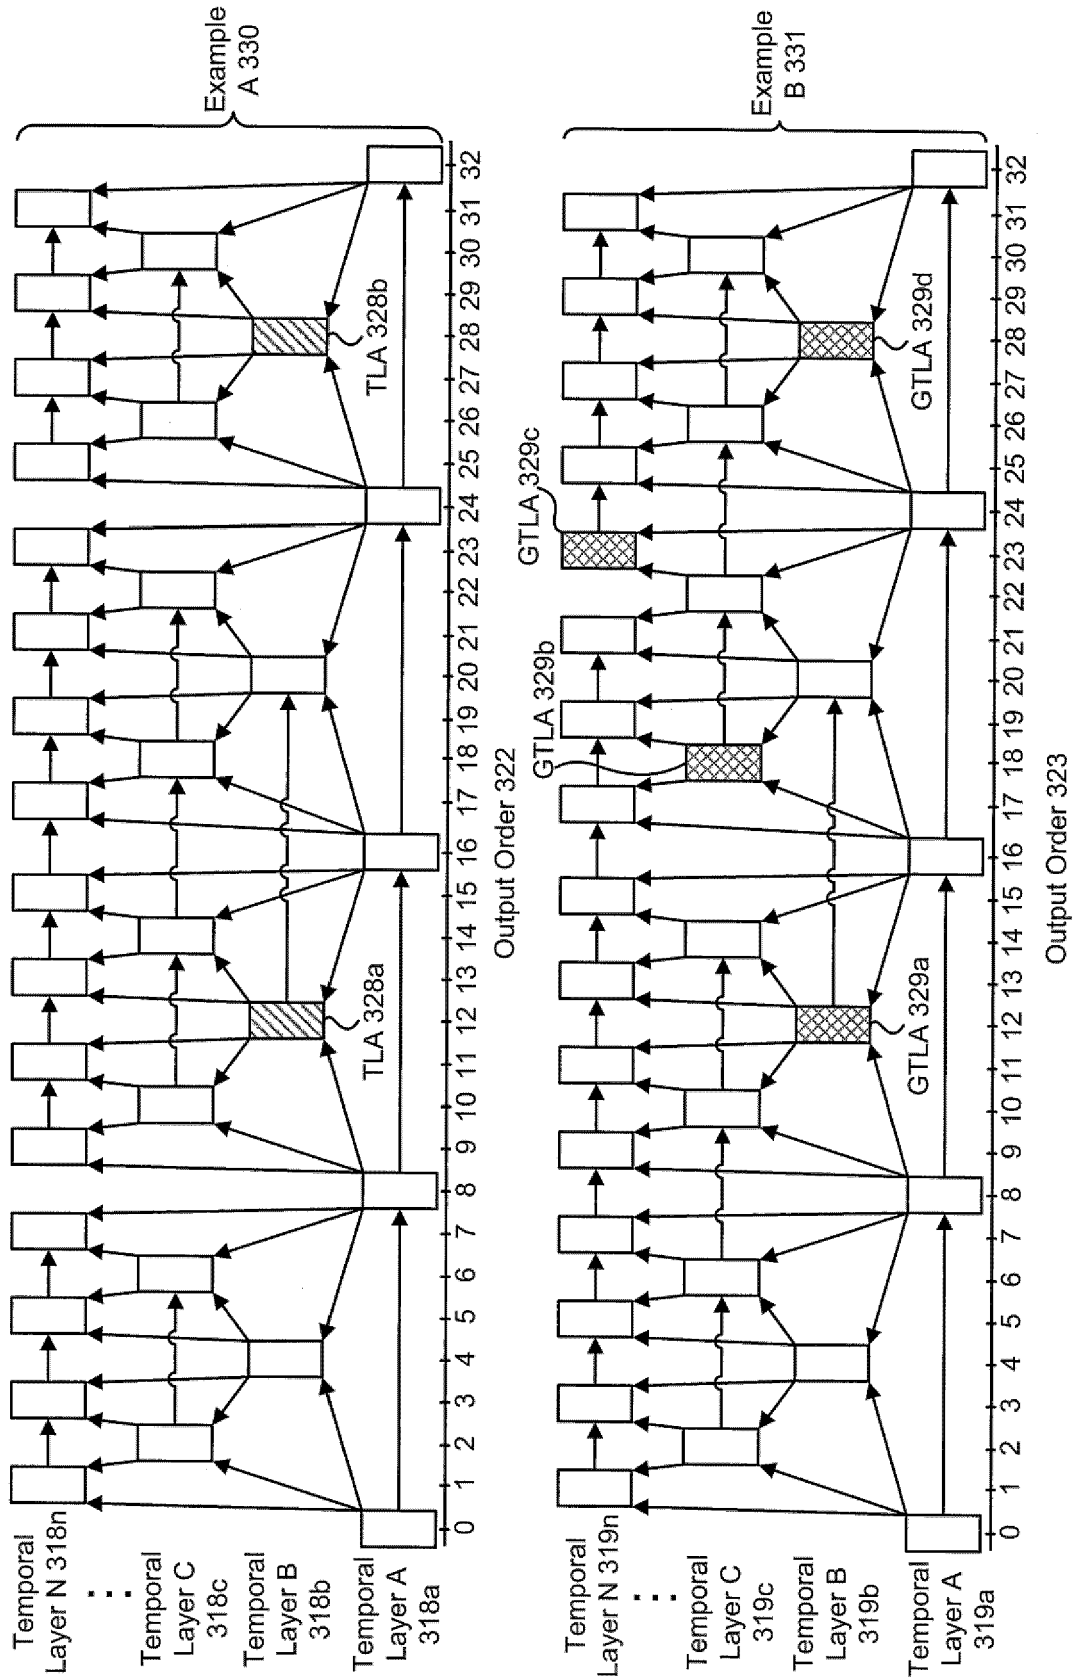 Example
A 330
Temporal
Layer N 318n
Temporal
Layer C
318c
Temporal
Layer B
318b
Temporal
Layer A
318a
TLA 328a
TLA 328b
0 1 2 3 4 5 6 7 8 9 10 11 12 13 14 15 16 17 18 19 20 21 22 23 24 25 26 27 28 29 30 31 32
Output Order 322
Example
B 331
GTLA 329b
GTLA 329c
Temporal
Layer N 319n
Temporal
Layer C
319c
Temporal
Layer B
319b
Temporal
Layer A
319a
GTLA 329a
GTLA 329d
0 1 2 3 4 5 6 7 8 9 10 11 12 13 14 15 16 17 18 19 20 21 22 23 24 25 26 27 28 29 30 31 32
Output Order 323